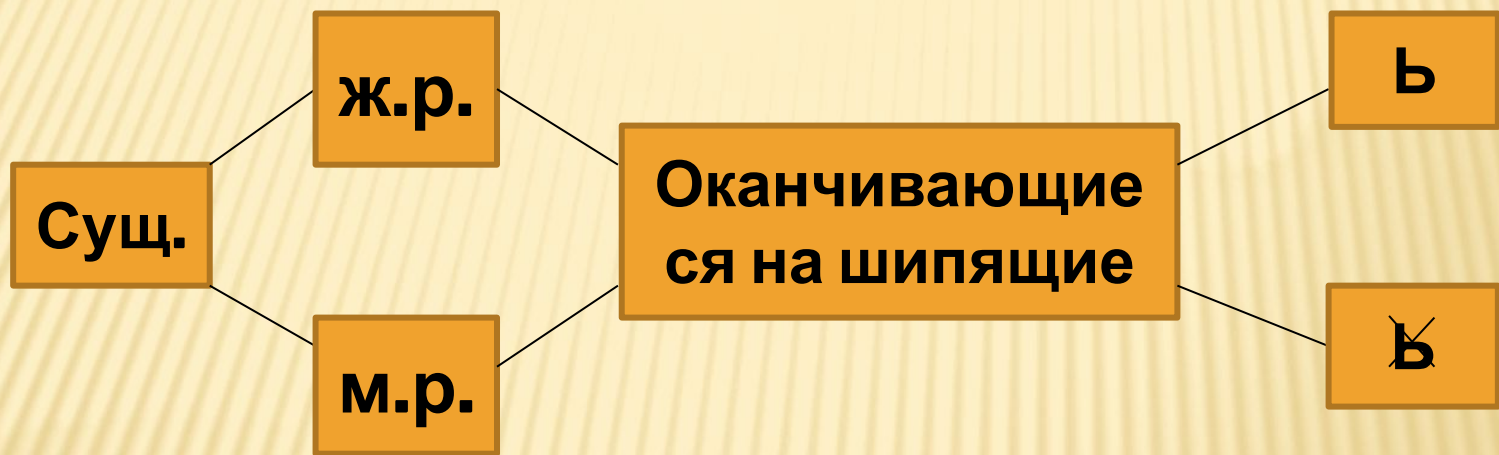 ж.р.
ь
Оканчивающие
ся на шипящие
Сущ.
м.р.
ь